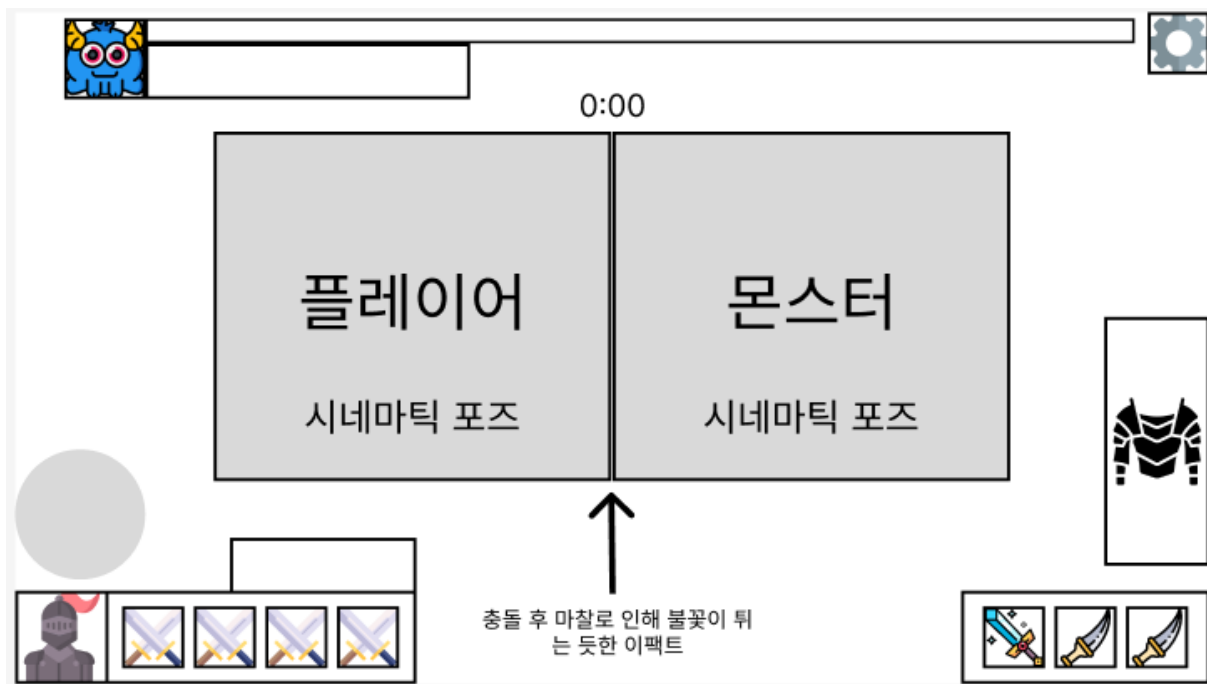 0:00
플레이어
몬스터
시네마틱 포즈
시네마틱 포즈
충돌 후 마찰로 인해 불꽃이 튀
는 듯한 이팩트